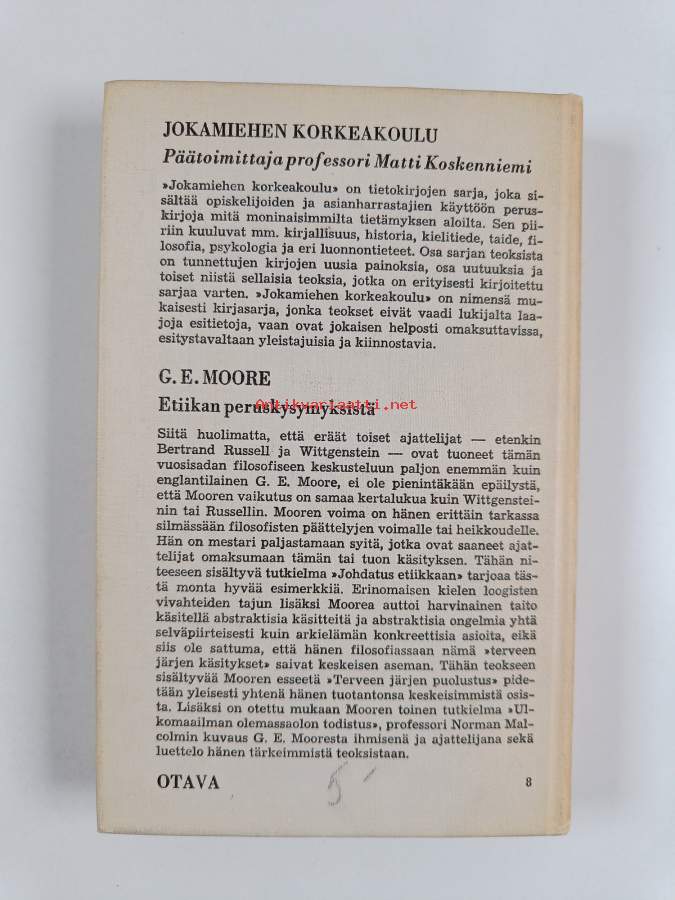 JOKAMIEHEN KORKEAKOULU
Päätoimittaja professori Matti Koskenniemi
»Jokamiehen korkeakoulu» on tietokirjojen sarja, joka si-
sältää opiskelijoiden ja asianharrastajien käyttöön perus-
kirjoja mitä moninaisimmilta tietämyksen aloilta. Sen pii-
riin kuuluvat mm. kirjallisuus, historia, kielitiede, taide, fi-
losofia, psykologia ja eri luonnontieteet. Osa sarjan teoksista
on tunnettujen kirjojen uusia painoksia, osa uutuuksia ja
toiset niistä sellaisia teoksia, jotka on erityisesti kirjoitettu
sarjaa varten. »Jokamiehen korkeakoulu» on nimensä mu-
kaisesti kirjasarja, jonka teokset eivät vaadi lukijalta laa-
joja esitietoja, vaan ovat jokaisen helposti omaksuttavissa,
esitystavaltaan yleistajuisia ja kiinnostavia.
G. E. MOORE
Etiikan peruskysymyksistä
Antikvariaatti.net
Siitä huolimatta, että eräät toiset ajattelijat — etenkin
Bertrand Russell ja Wittgenstein — ovat tuoneet tämän
vuosisadan filosofiseen keskusteluun paljon enemmän kuin
englantilainen G. E. Moore, ei ole pienintäkään epäilystä,
että Mooren vaikutus on samaa kertalukua kuin Wittgenstei-
nin tai Russellin. Mooren voima on hänen erittäin tarkassa
silmässään filosofisten päättelyjen voimalle tai heikkoudelle.
Hän on mestari paljastamaan syitä, jotka ovat saaneet ajat-
telijat omaksumaan tämän tai tuon käsityksen. Tähän ni-
teeseen sisältyvä tutkielma »Johdatus etiikkaan» tarjoaa täs-
tä monta hyvää esimerkkiä. Erinomaisen kielen loogisten
vivahteiden tajun lisäksi Moorea auttoi harvinainen taito
käsitellä abstraktisia käsitteitä ja abstraktisia ongelmia yhtä
selväpiirteisesti kuin arkielämän konkreettisia asioita, eikä
siis ole sattuma, että hänen filosofiassaan nämä »terveen
järjen käsitykset» saivat keskeisen aseman. Tähän teokseen
sisältyvää Mooren esseetä »Terveen järjen puolustus» pide-
tään yleisesti yhtenä hänen tuotantonsa keskeisimmistä osis-
ta. Lisäksi on otettu mukaan Mooren toinen tutkielma »Ul-
komaailman olemassaolon todistus», professori Norman Mal-
colmin kuvaus G. E. Mooresta ihmisenä ja ajattelijana sekä
luettelo hänen tärkeimmistä teoksistaan.
OTAVA
5
8